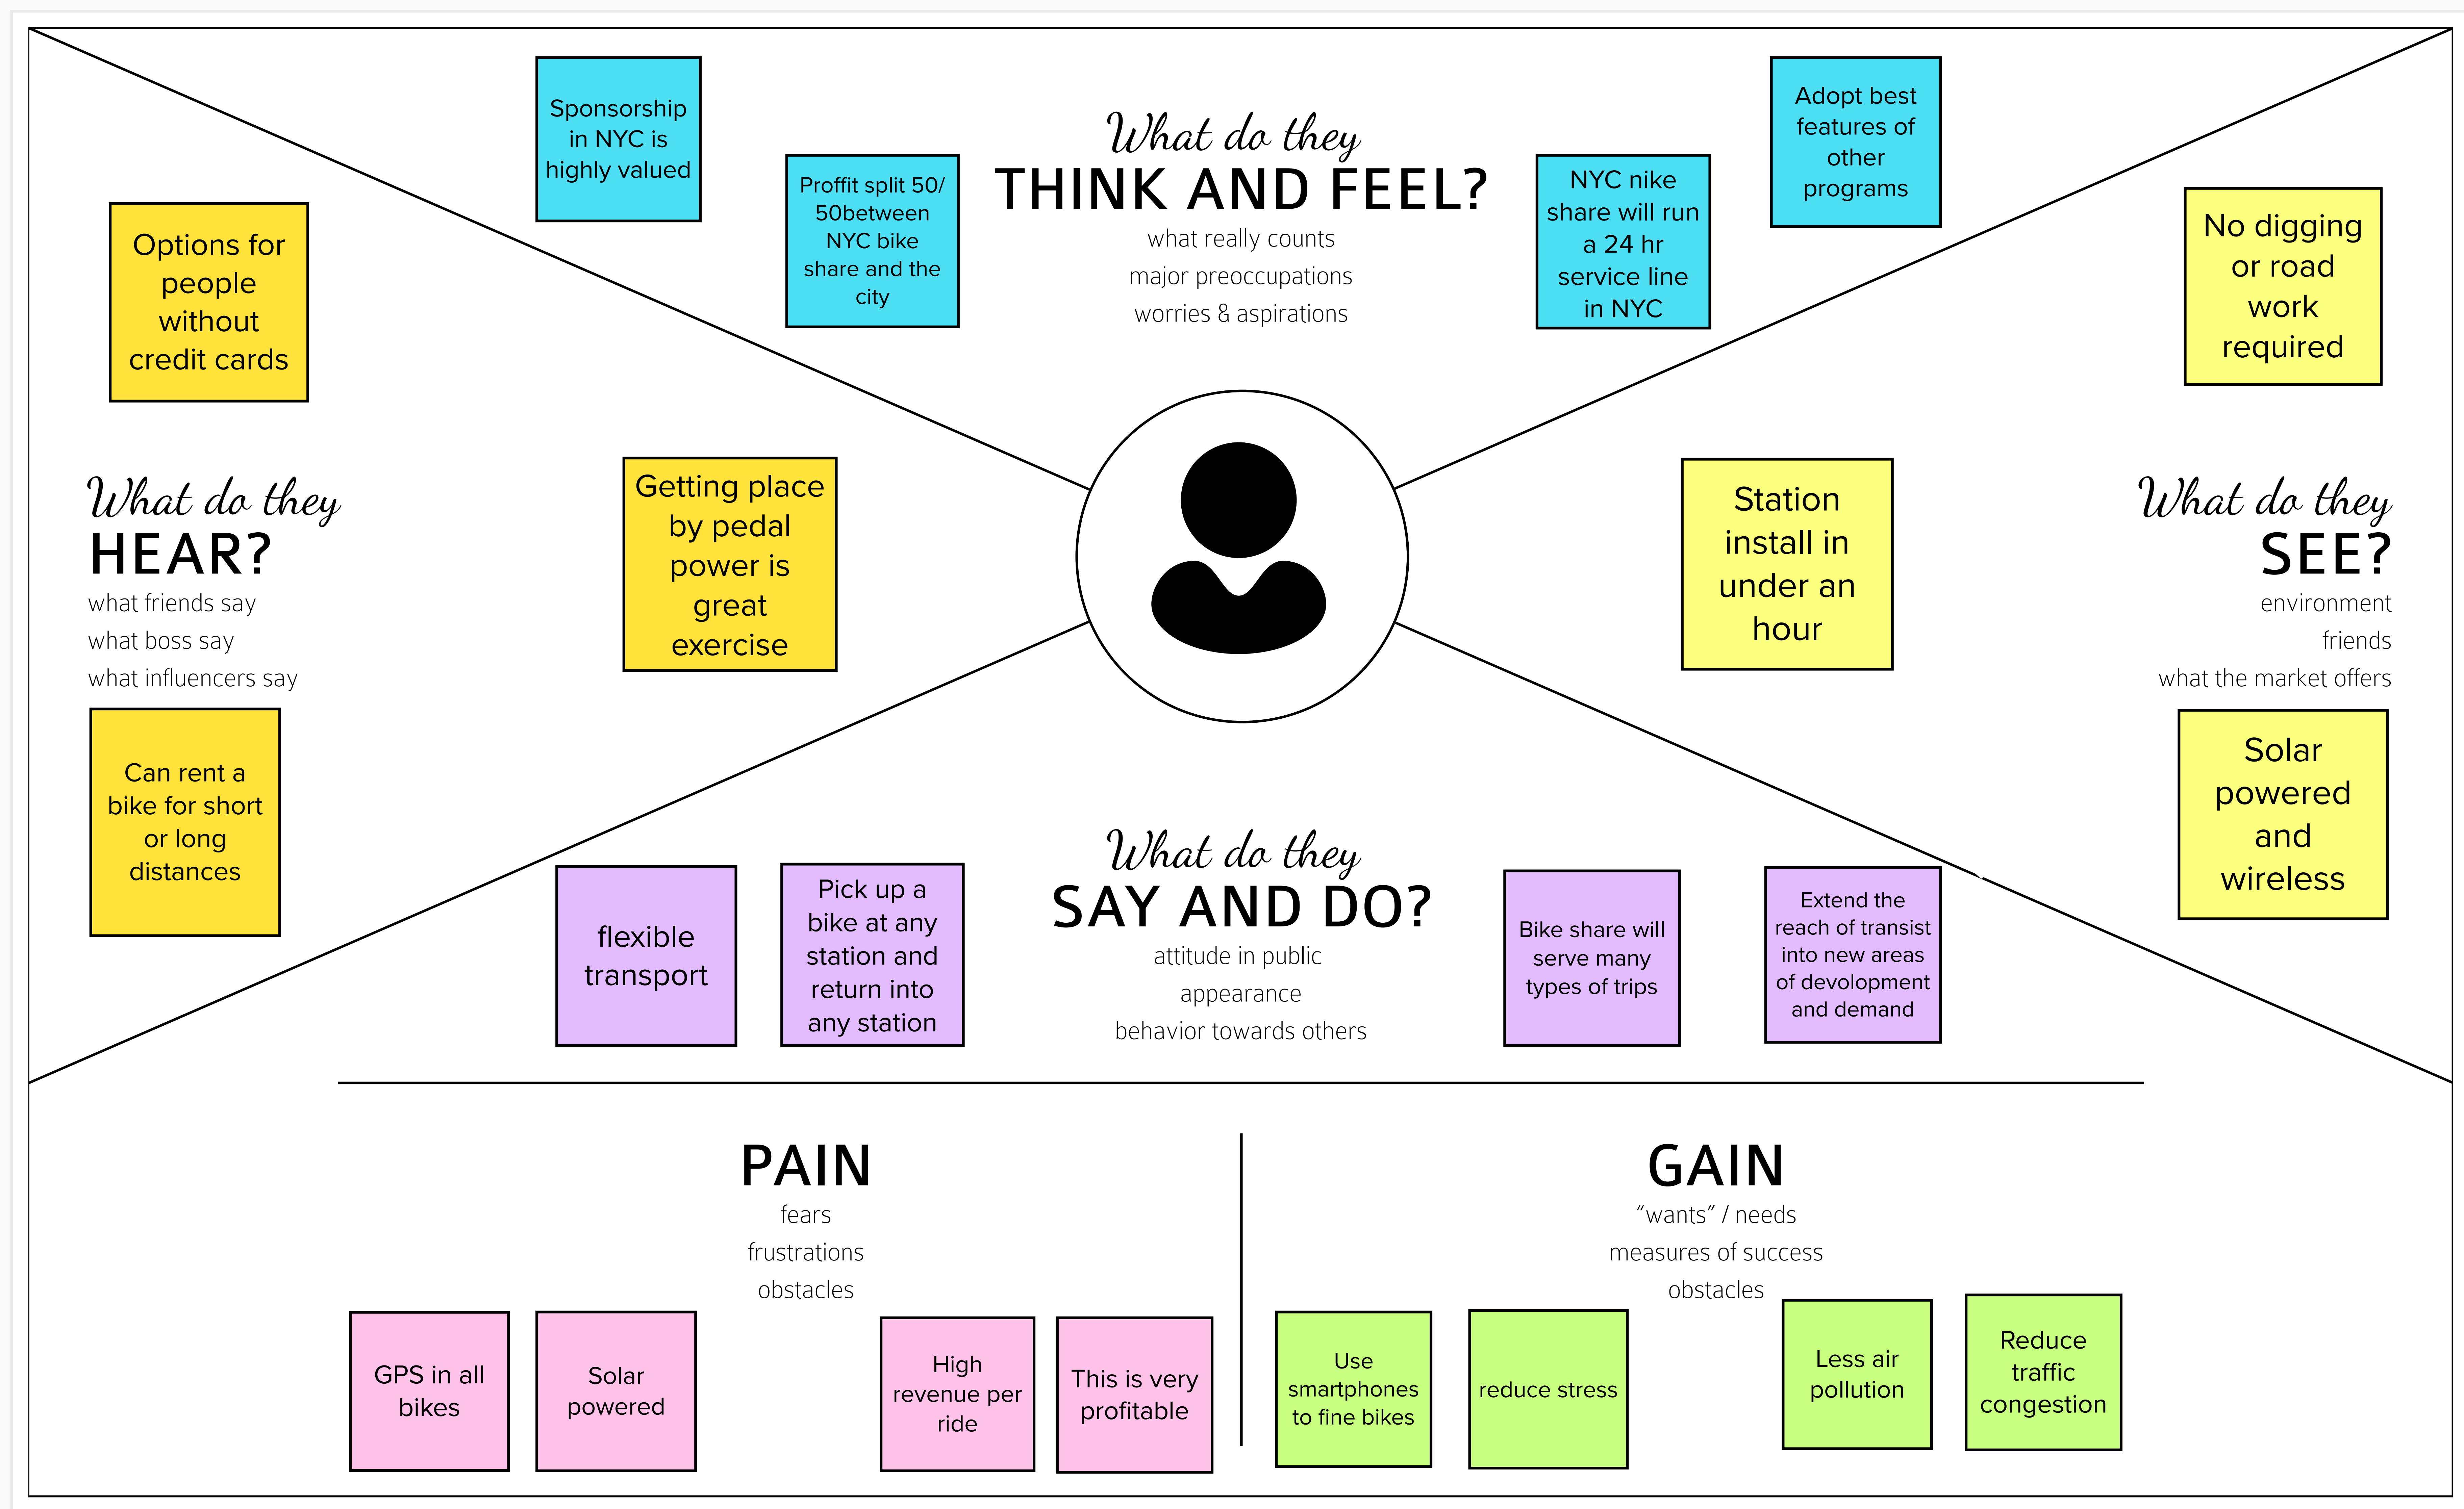 Sponsorship
in NYC is
highly valued
Proffit split 50/
50between
NYC bike
share and the
city
What do they
THINK AND FEEL?
what really counts
major preoccupations
worries & aspirations
NYC nike
share will run
a 24 hr
service line
in NYC
Adopt best
features of
other
programs
Options for
people
without
credit cards
Getting place
by pedal
power is
great
exercise
What do they
HEAR?
what friends say
what boss say
what influencers say
Can rent a
bike for short
or long
distances
No digging
or road
work
required
Station
install in
under an
hour
What do they
SEE?
environment
friends
what the market offers
Solar
powered
and
wireless
flexible
transport
Pick up a
bike at any
station and
return into
any station
What do they
SAY AND DO?
attitude in public
appearance
behavior towards others
Bike share will
serve many
types of trips
Extend the
reach of transist
into new areas
of devolopment
and demand
PAIN
fears
frustrations
obstacles
GPS in all
bikes
Solar
powered
High
revenue per
ride
This is very
profitable
GAIN
"wants" / needs
measures of success
obstacles
Use
smartphones
to fine bikes
reduce stress
Less air
pollution
Reduce
traffic
congestion